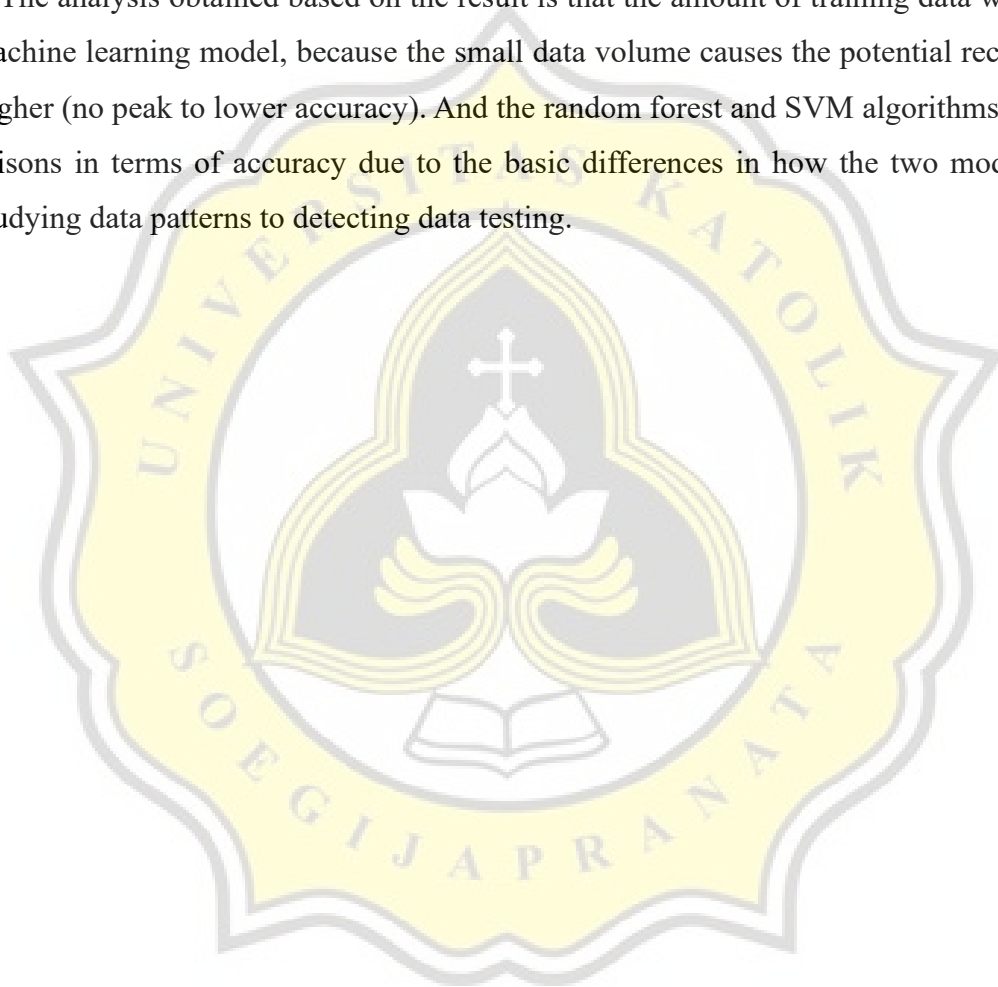 The analysis obtained based on the result is that the amount of training data w
achine learning model, because the small data volume causes the potential rec
gher (no peak to lower accuracy). And the random forest and SVM algorithms
isons in terms of accuracy due to the basic differences in how the two mod
udying data patterns to detecting data testing.
UNIVERSITAS KATOLIK
SOEGIJAPRANATA